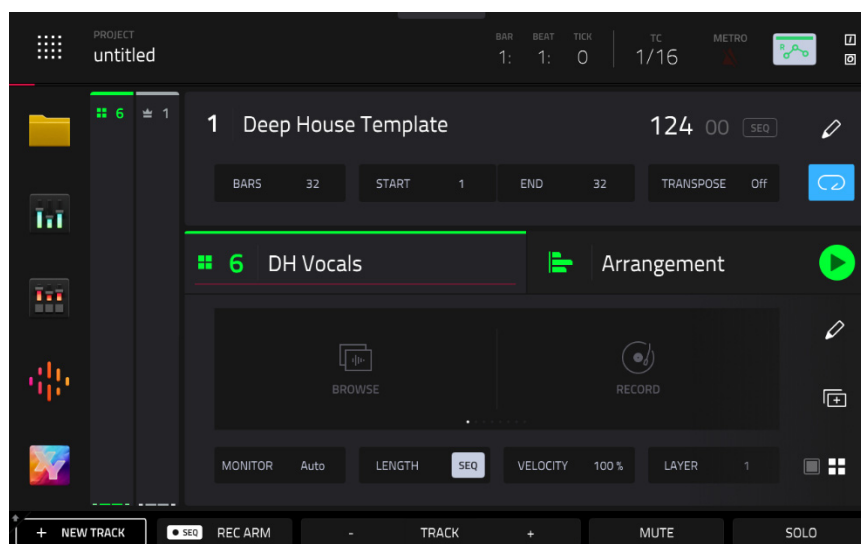 PROJECT
untitled
BAR BEAT TICK TC METRO
1: 1: 0 1/16
6 1
1 Deep House Template 124 00 SEQ
BARS 32 START 1 END 32 TRANSPOSE Off
6 DH Vocals Arrangement
BROWSE RECORD
MONITOR Auto LENGTH SEQ VELOCITY 100 % LAYER 1
XY
+ NEW TRACK SEQ REC ARM - TRACK + MUTE SOLO